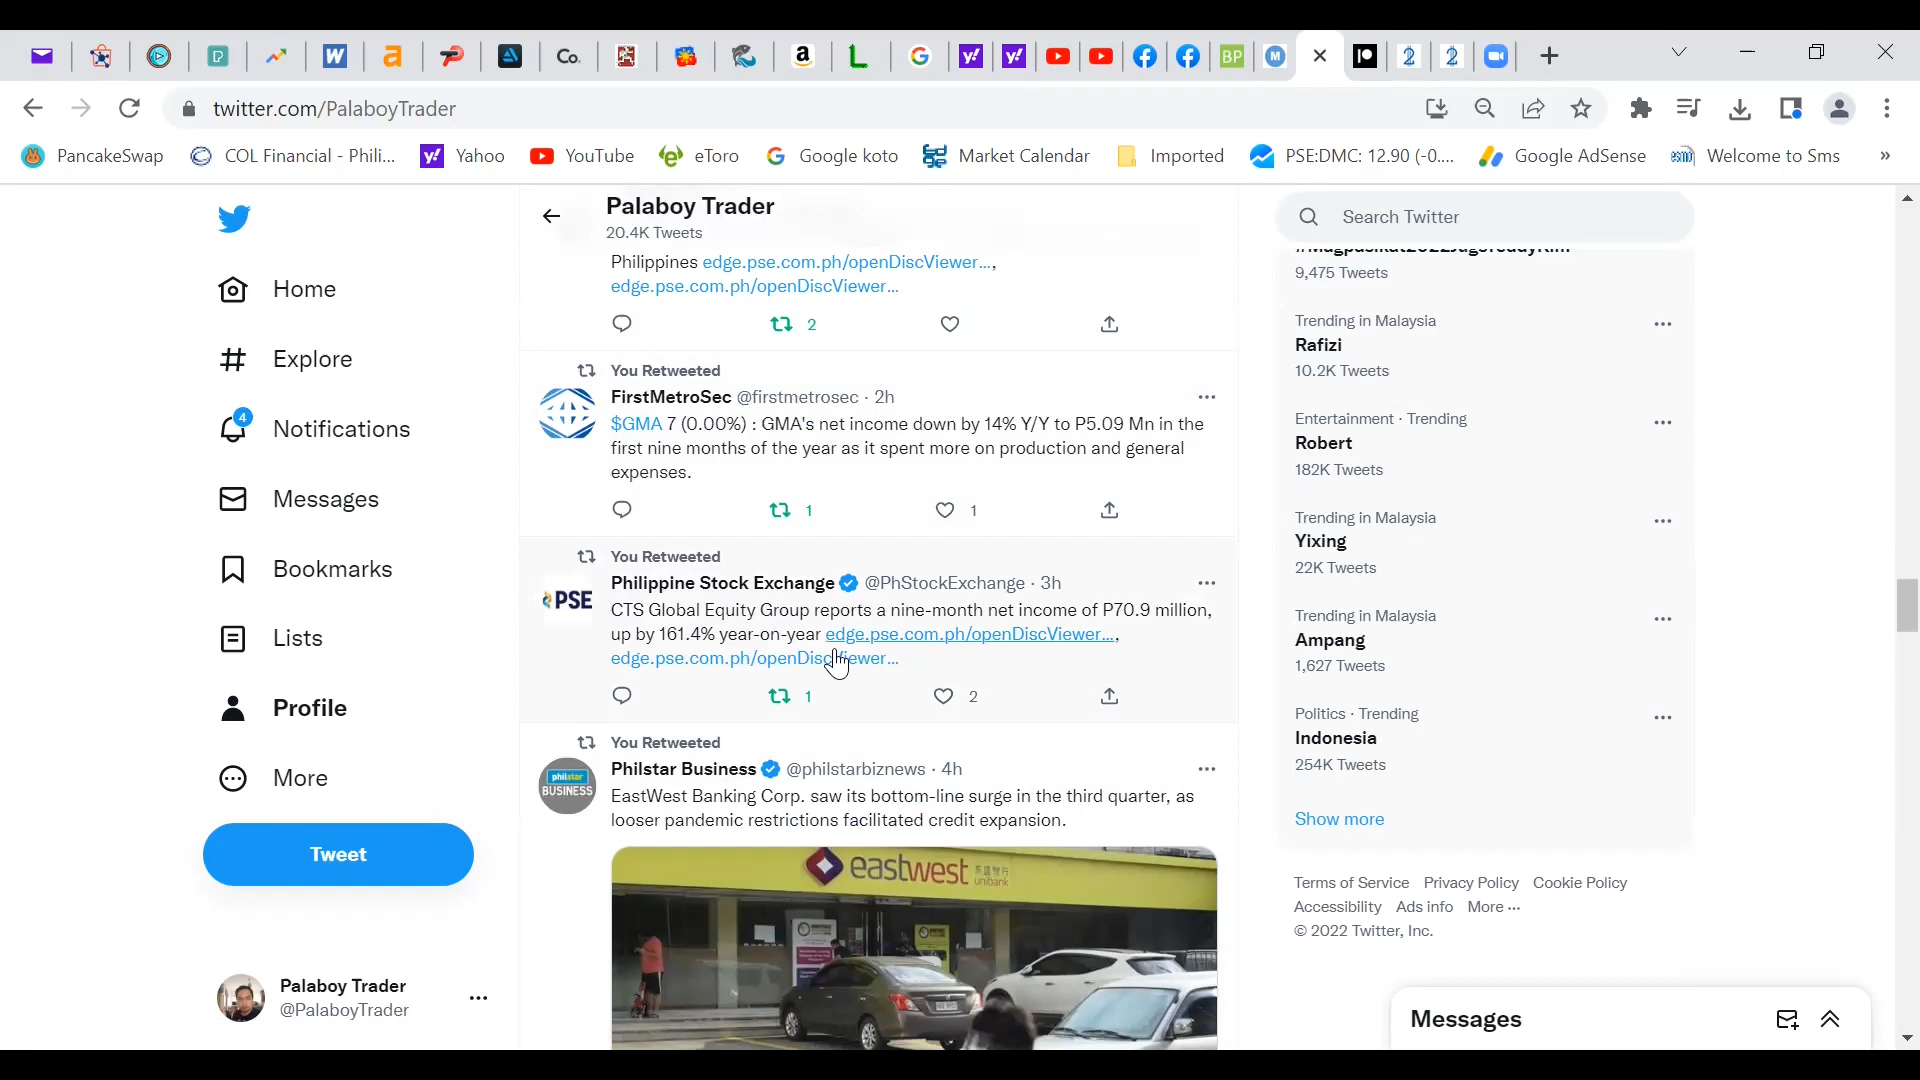 twitter.com/PalaboyTrader
PancakeSwap
COL Financial - Phili...
Yahoo
YouTube
eToro
Google koto
Market Calendar
Imported
PSE:DMC: 12.90 (-0....
Google AdSense
Welcome to Sms
»
Home
Explore
4
Notifications
Messages
Bookmarks
Lists
Profile
More
Tweet
Palaboy Trader
@PalaboyTrader
Palaboy Trader
20.4K Tweets
Philippines edge.pse.com.ph/openDiscViewer…,
edge.pse.com.ph/openDiscViewer…
2
You Retweeted
FirstMetroSec @firstmetrosec · 2h
$GMA 7 (0.00%) : GMA's net income down by 14% Y/Y to P5.09 Mn in the
first nine months of the year as it spent more on production and general
expenses.
1 1
You Retweeted
PSE
Philippine Stock Exchange @PhStockExchange · 3h
CTS Global Equity Group reports a nine-month net income of P70.9 million,
up by 161.4% year-on-year edge.pse.com.ph/openDiscViewer…,
edge.pse.com.ph/openDiscViewer…
1 2
You Retweeted
philstar
BUSINESS
Philstar Business @philstarbiznews · 4h
EastWest Banking Corp. saw its bottom-line surge in the third quarter, as
looser pandemic restrictions facilitated credit expansion.
eastwest
unibank
Search Twitter
9,475 Tweets
Trending in Malaysia
Rafizi
10.2K Tweets
Entertainment · Trending
Robert
182K Tweets
Trending in Malaysia
Yixing
22K Tweets
Trending in Malaysia
Ampang
1,627 Tweets
Politics · Trending
Indonesia
254K Tweets
Show more
Terms of Service Privacy Policy Cookie Policy
Accessibility Ads info More ···
© 2022 Twitter, Inc.
Messages